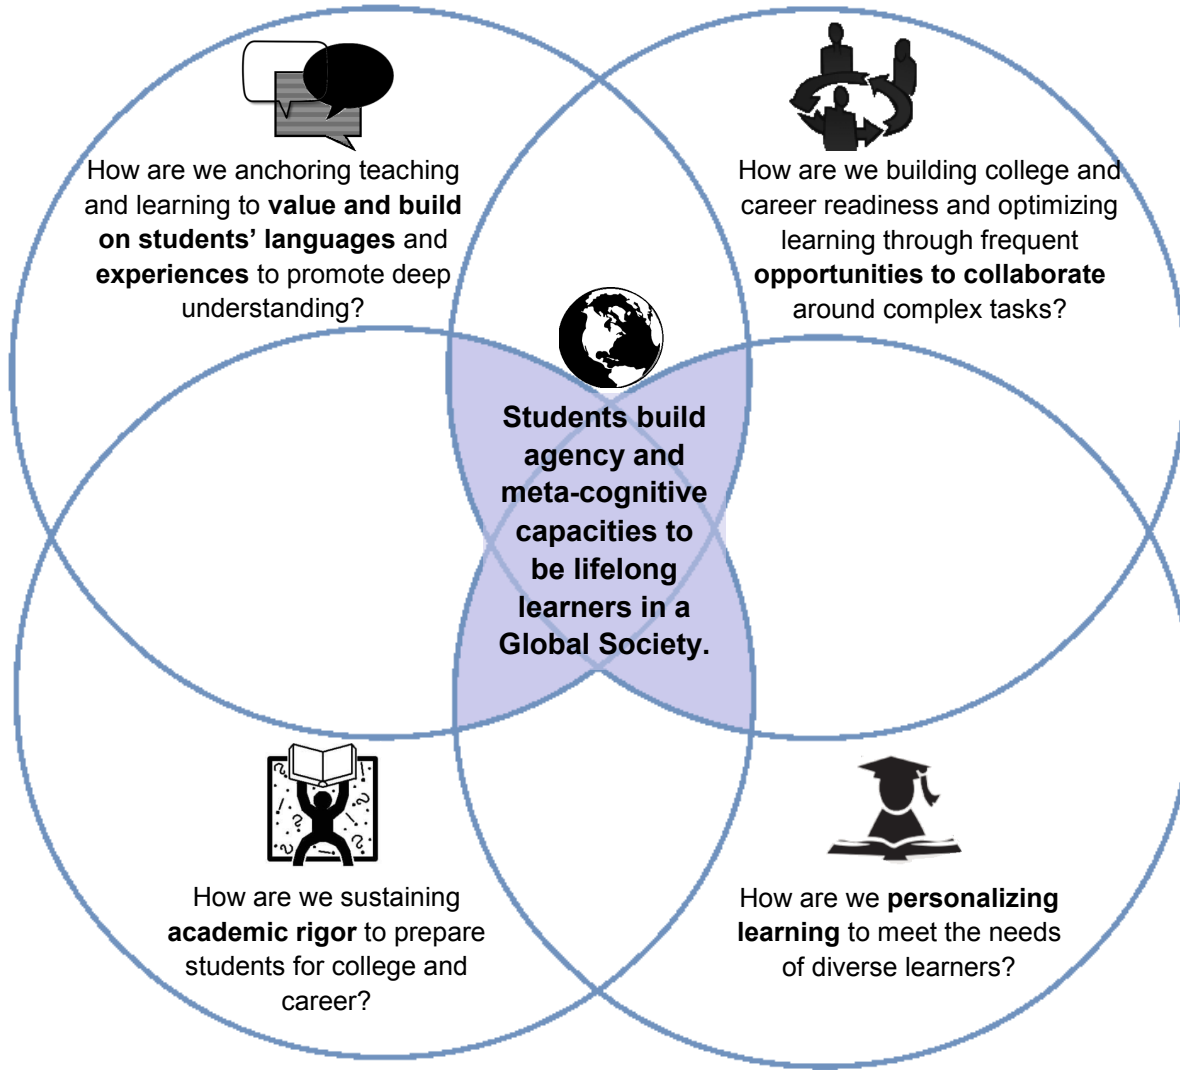 How are we anchoring teaching
and learning to value and build
on students’ languages and
experiences to promote deep
understanding?
How are we building college and
career readiness and optimizing
learning through frequent
opportunities to collaborate
around complex tasks?
Students build
agency and
meta-cognitive
capacities to
be lifelong
learners in a
Global Society.
How are we sustaining
academic rigor to prepare
students for college and
career?
How are we personalizing
learning to meet the needs
of diverse learners?